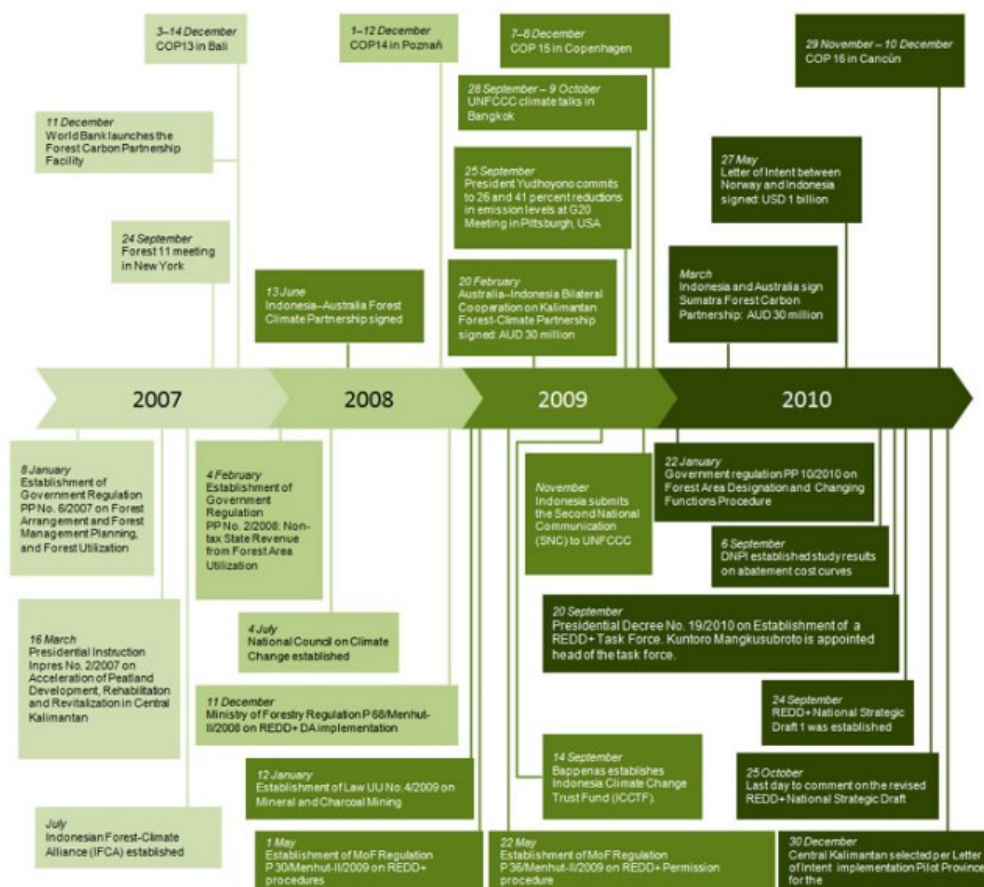 3–14 December
COP13 in Bali
1–12 December
COP14 in Poznań
7–8 December
COP 15 in Copenhagen
29 November – 10 December
COP 16 in Cancún
28 September – 9 October
UNFCCC climate talks in
Bangkok
11 December
World Bank launches the
Forest Carbon Partnership
Facility
25 September
President Yudhoyono commits
to 26 and 41 percent reductions
in emission levels at G20
Meeting in Pittsburgh, USA
27 May
Letter of Intent between
Norway and Indonesia
signed: USD 1 billion
24 September
Forest 11 meeting
in New York
13 June
Indonesia–Australia Forest
Climate Partnership signed
20 February
Australia–Indonesia Bilateral
Cooperation on Kalimantan
Forest-Climate Partnership
signed: AUD 30 million
March
Indonesia and Australia sign
Sumatra Forest Carbon
Partnership: AUD 30 million
2007
2008
2009
2010
8 January
Establishment of
Government Regulation
PP No. 6/2007 on Forest
Arrangement and Forest
Management Planning,
and Forest Utilization
4 February
Establishment of
Government
Regulation
PP No. 2/2008: Non-
tax State Revenue
from Forest Area
Utilization
November
Indonesia submits
the Second National
Communication
(SNC) to UNFCCC
22 January
Government regulation PP 10/2010 on
Forest Area Designation and Changing
Functions Procedure
6 September
DNPI established study results
on abatement cost curves
16 March
Presidential Instruction
Inpres No. 2/2007 on
Acceleration of Peatland
Development, Rehabilitation
and Revitalization in Central
Kalimantan
4 July
National Council on Climate
Change established
20 September
Presidential Decree No. 19/2010 on Establishment of a
REDD+ Task Force. Kuntoro Mangkusubroto is appointed
head of the task force.
11 December
Ministry of Forestry Regulation P 68/Menhut-
II/2008 on REDD+ DA implementation
24 September
REDD+ National Strategic
Draft 1 was established
12 January
Establishment of Law UU No.4/2009 on
Mineral and Charcoal Mining
14 September
Bappenas establishes
Indonesia Climate Change
Trust Fund (ICCTF).
25 October
Last day to comment on the revised
REDD+ National Strategic Draft
July
Indonesian Forest-Climate
Alliance (IFCA) established
1 May
Establishment of MoF Regulation
P 30/Menhut-II/2009 on REDD+
procedures
22 May
Establishment of MoF Regulation
P 36/Menhut-II/2009 on REDD+ Permission
procedure
30 December
Central Kalimantan selected per Letter
of Intent implementation Pilot Province
for the